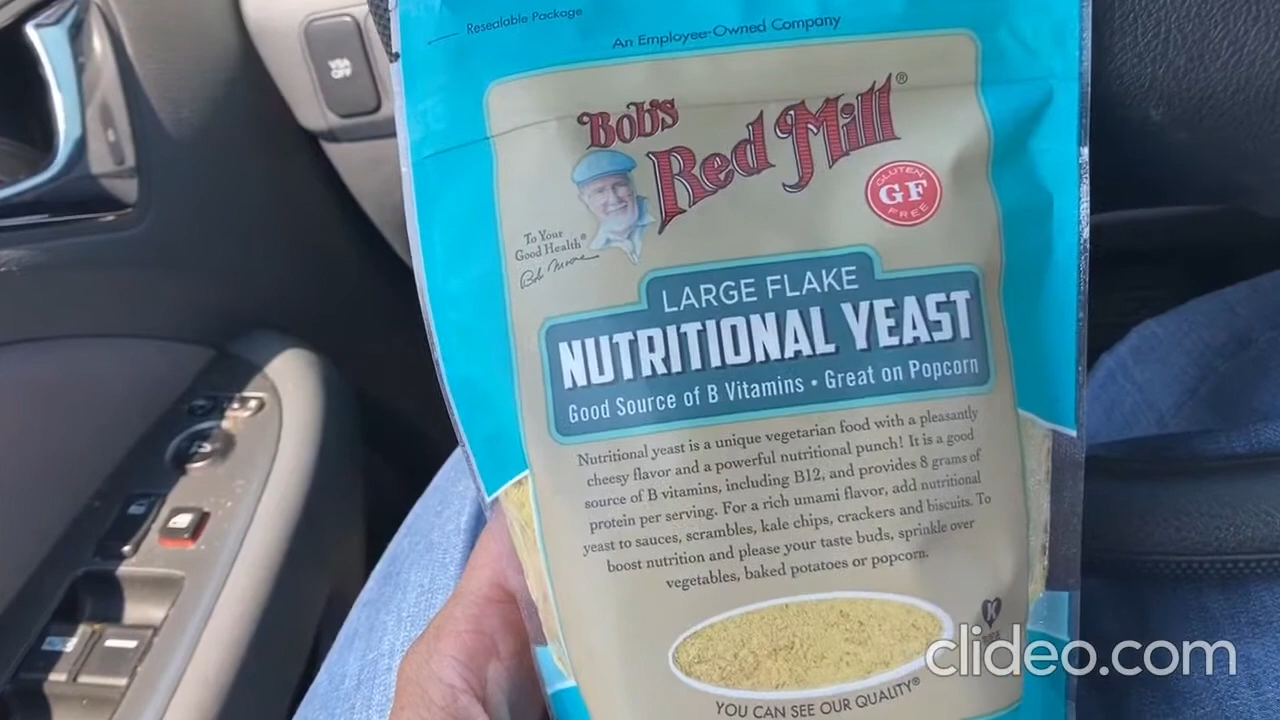 Resealable Package
An Employee-Owned Company
Bob's
Red Mill®
GLUTEN
GF
FREE
To Your
Good Health®
Bob Moore
LARGE FLAKE
NUTRITIONAL YEAST
Good Source of B Vitamins • Great on Popcorn
Nutritional yeast is a unique vegetarian food with a pleasantly
cheesy flavor and a powerful nutritional punch! It is a good
source of B vitamins, including B12, and provides 8 grams of
protein per serving. For a rich umami flavor, add nutritional
yeast to sauces, scrambles, kale chips, crackers and biscuits. To
boost nutrition and please your taste buds, sprinkle over
vegetables, baked potatoes or popcorn.
K
YOU CAN SEE OUR QUALITY®
VSA
OFF
clideo.com